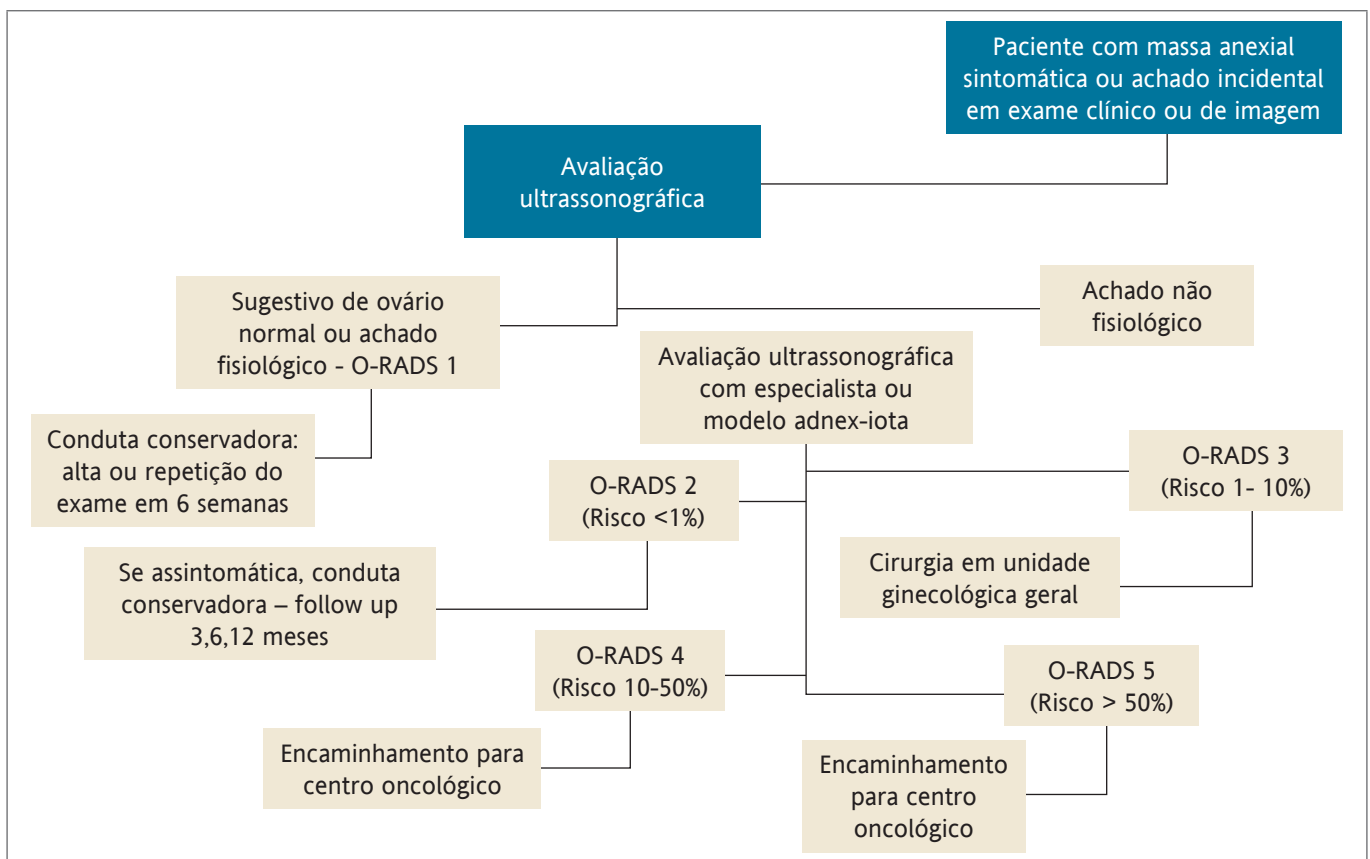 Paciente com massa anexial
sintomática ou achado incidental
em exame clínico ou de imagem
Avaliação
ultrassonográfica
Sugestivo de ovário
normal ou achado
fisiológico - O-RADS 1
Achado não
fisiológico
Conduta conservadora:
alta ou repetição do
exame em 6 semanas
Avaliação ultrassonográfica
com especialista ou
modelo adnex-iota
O-RADS 2
(Risco <1%)
O-RADS 3
(Risco 1- 10%)
Se assintomática, conduta
conservadora – follow up
3,6,12 meses
Cirurgia em unidade
ginecológica geral
O-RADS 4
(Risco 10-50%)
O-RADS 5
(Risco > 50%)
Encaminhamento para
centro oncológico
Encaminhamento
para centro
oncológico